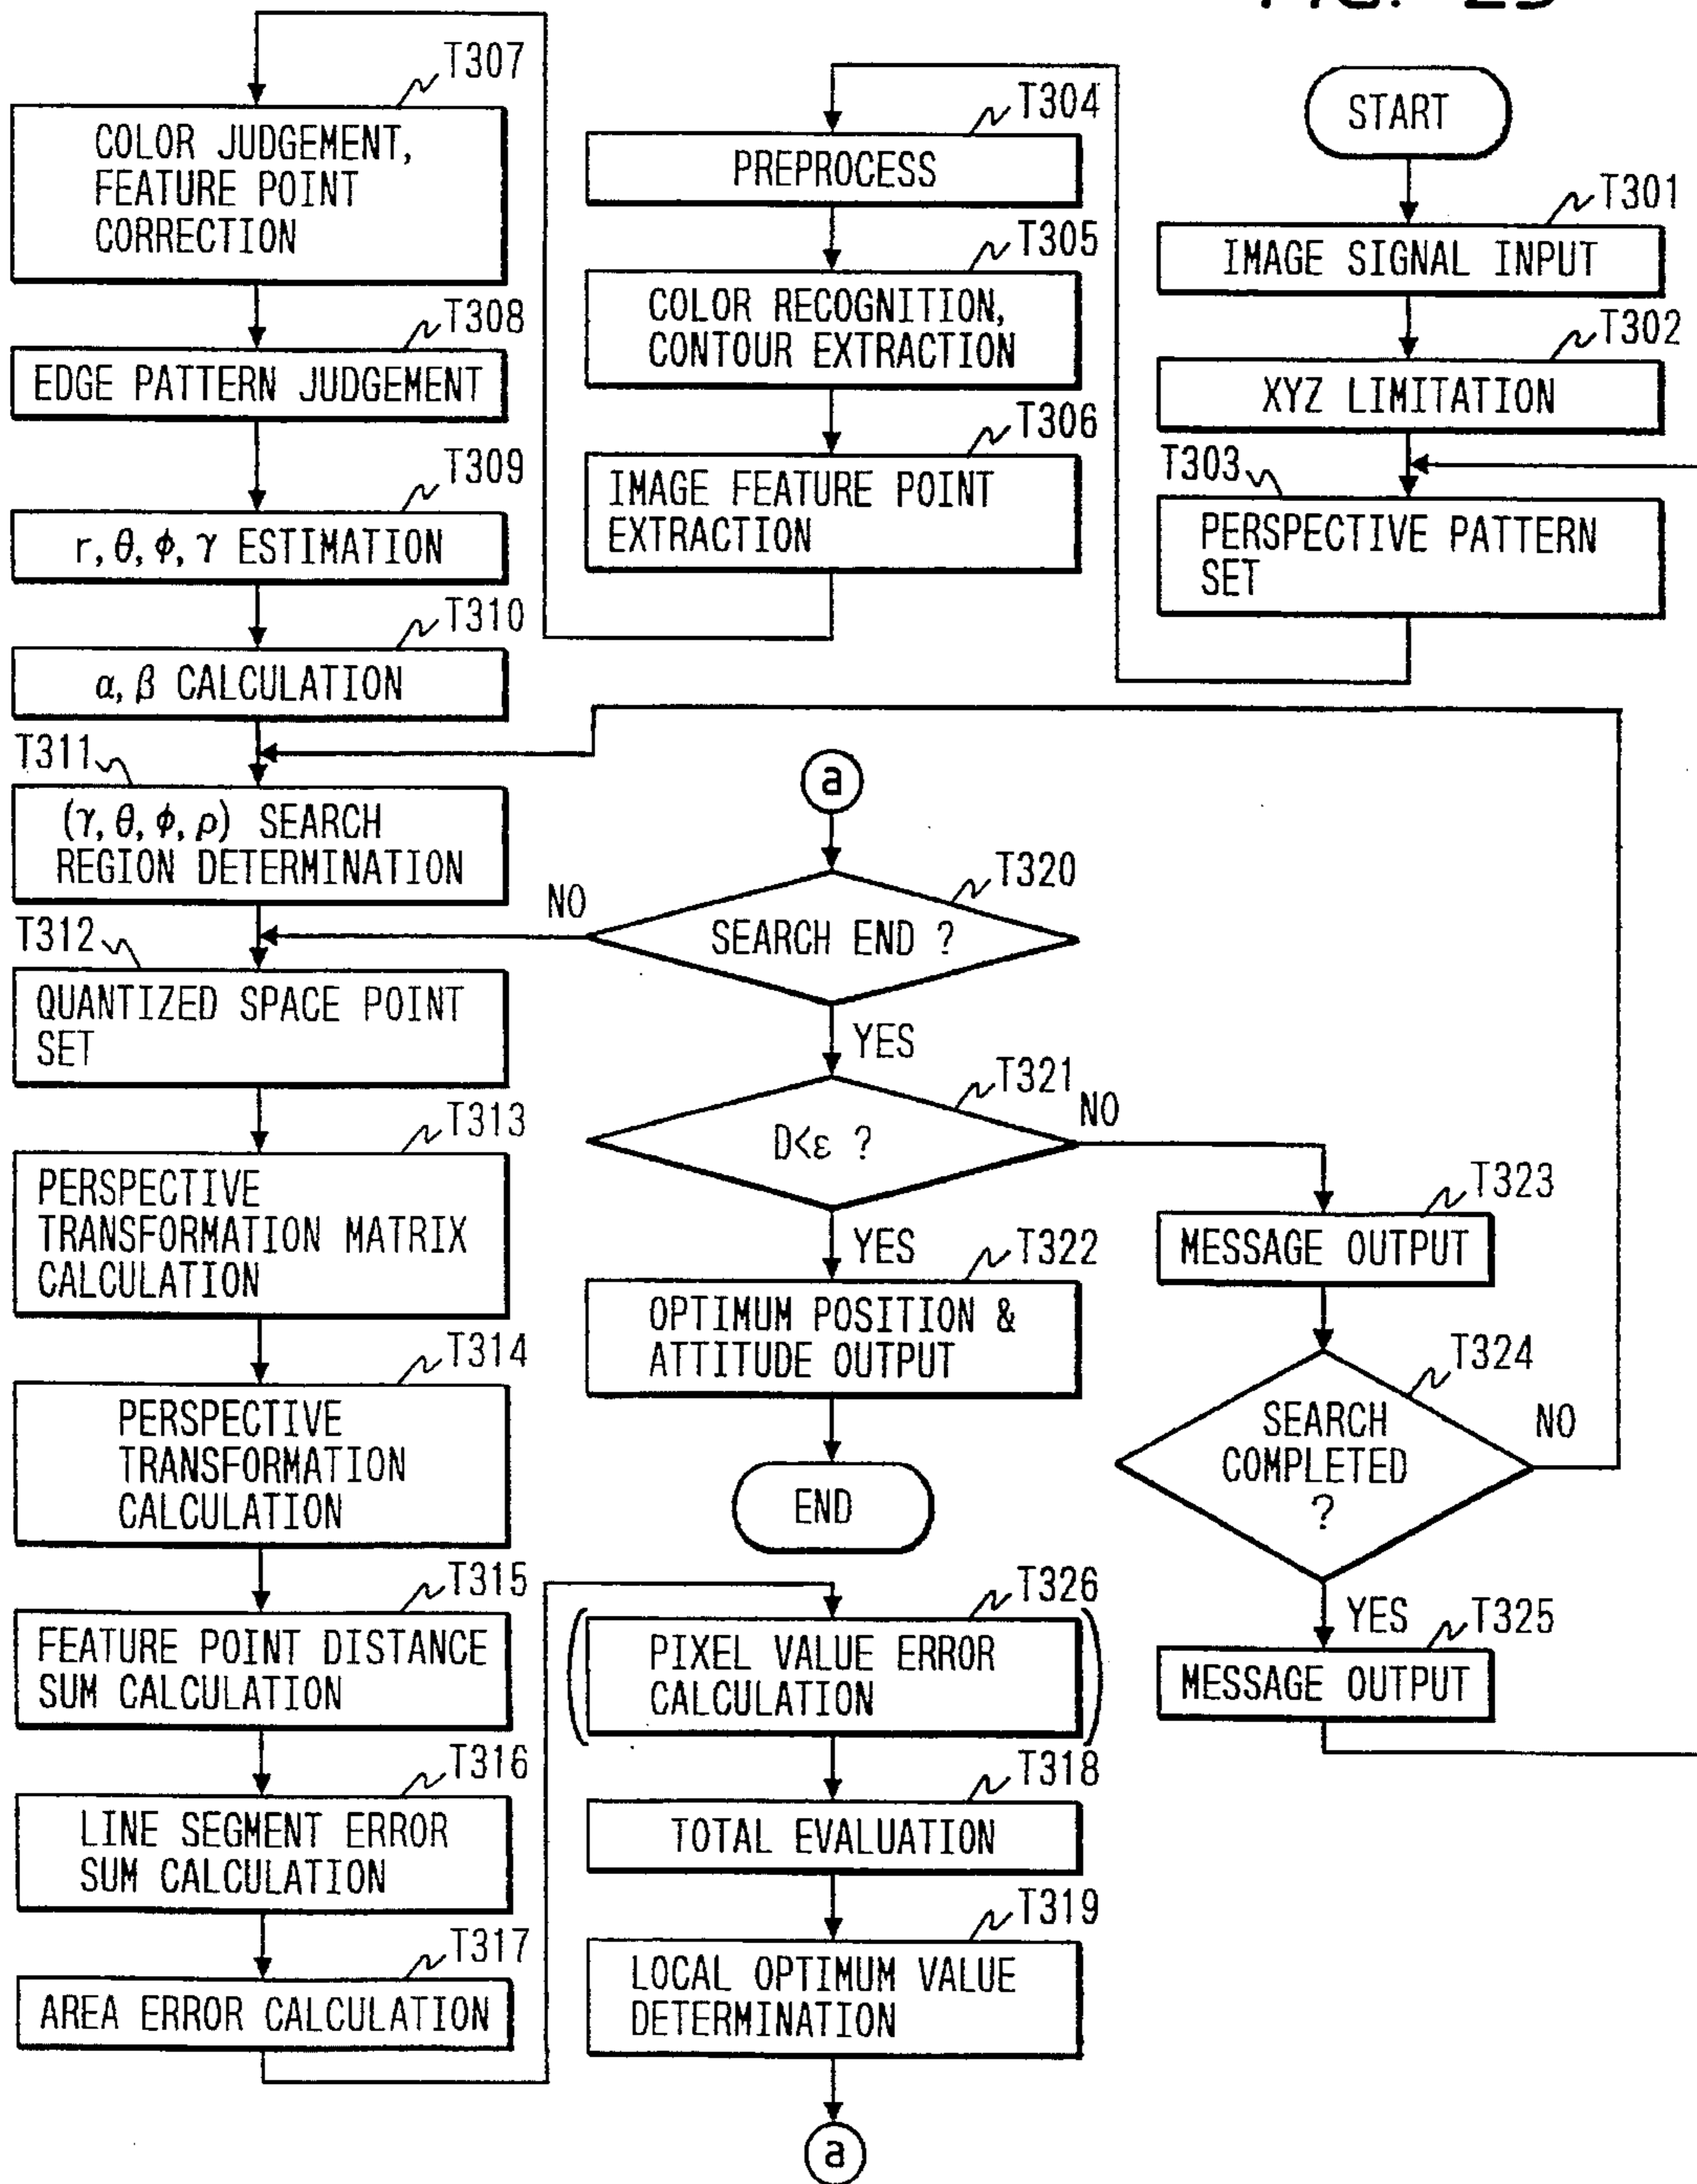 START
T301
IMAGE SIGNAL INPUT
T302
XYZ LIMITATION
T303
PERSPECTIVE PATTERN
SET
T304
PREPROCESS
T305
COLOR RECOGNITION,
CONTOUR EXTRACTION
T306
IMAGE FEATURE POINT
EXTRACTION
T307
COLOR JUDGEMENT,
FEATURE POINT
CORRECTION
T308
EDGE PATTERN JUDGEMENT
T309
r, θ, φ, γ ESTIMATION
T310
α, β CALCULATION
T311
(γ, θ, φ, ρ) SEARCH
REGION DETERMINATION
T312
QUANTIZED SPACE POINT
SET
T313
PERSPECTIVE
TRANSFORMATION MATRIX
CALCULATION
T314
PERSPECTIVE
TRANSFORMATION
CALCULATION
T315
FEATURE POINT DISTANCE
SUM CALCULATION
T316
LINE SEGMENT ERROR
SUM CALCULATION
T317
AREA ERROR CALCULATION
T326
PIXEL VALUE ERROR
CALCULATION
T318
TOTAL EVALUATION
T319
LOCAL OPTIMUM VALUE
DETERMINATION
a
a
T320
SEARCH END ?
NO
YES
T321
D<ε ?
NO
YES
T322
OPTIMUM POSITION &
ATTITUDE OUTPUT
END
T323
MESSAGE OUTPUT
T324
SEARCH
COMPLETED
?
NO
YES
T325
MESSAGE OUTPUT